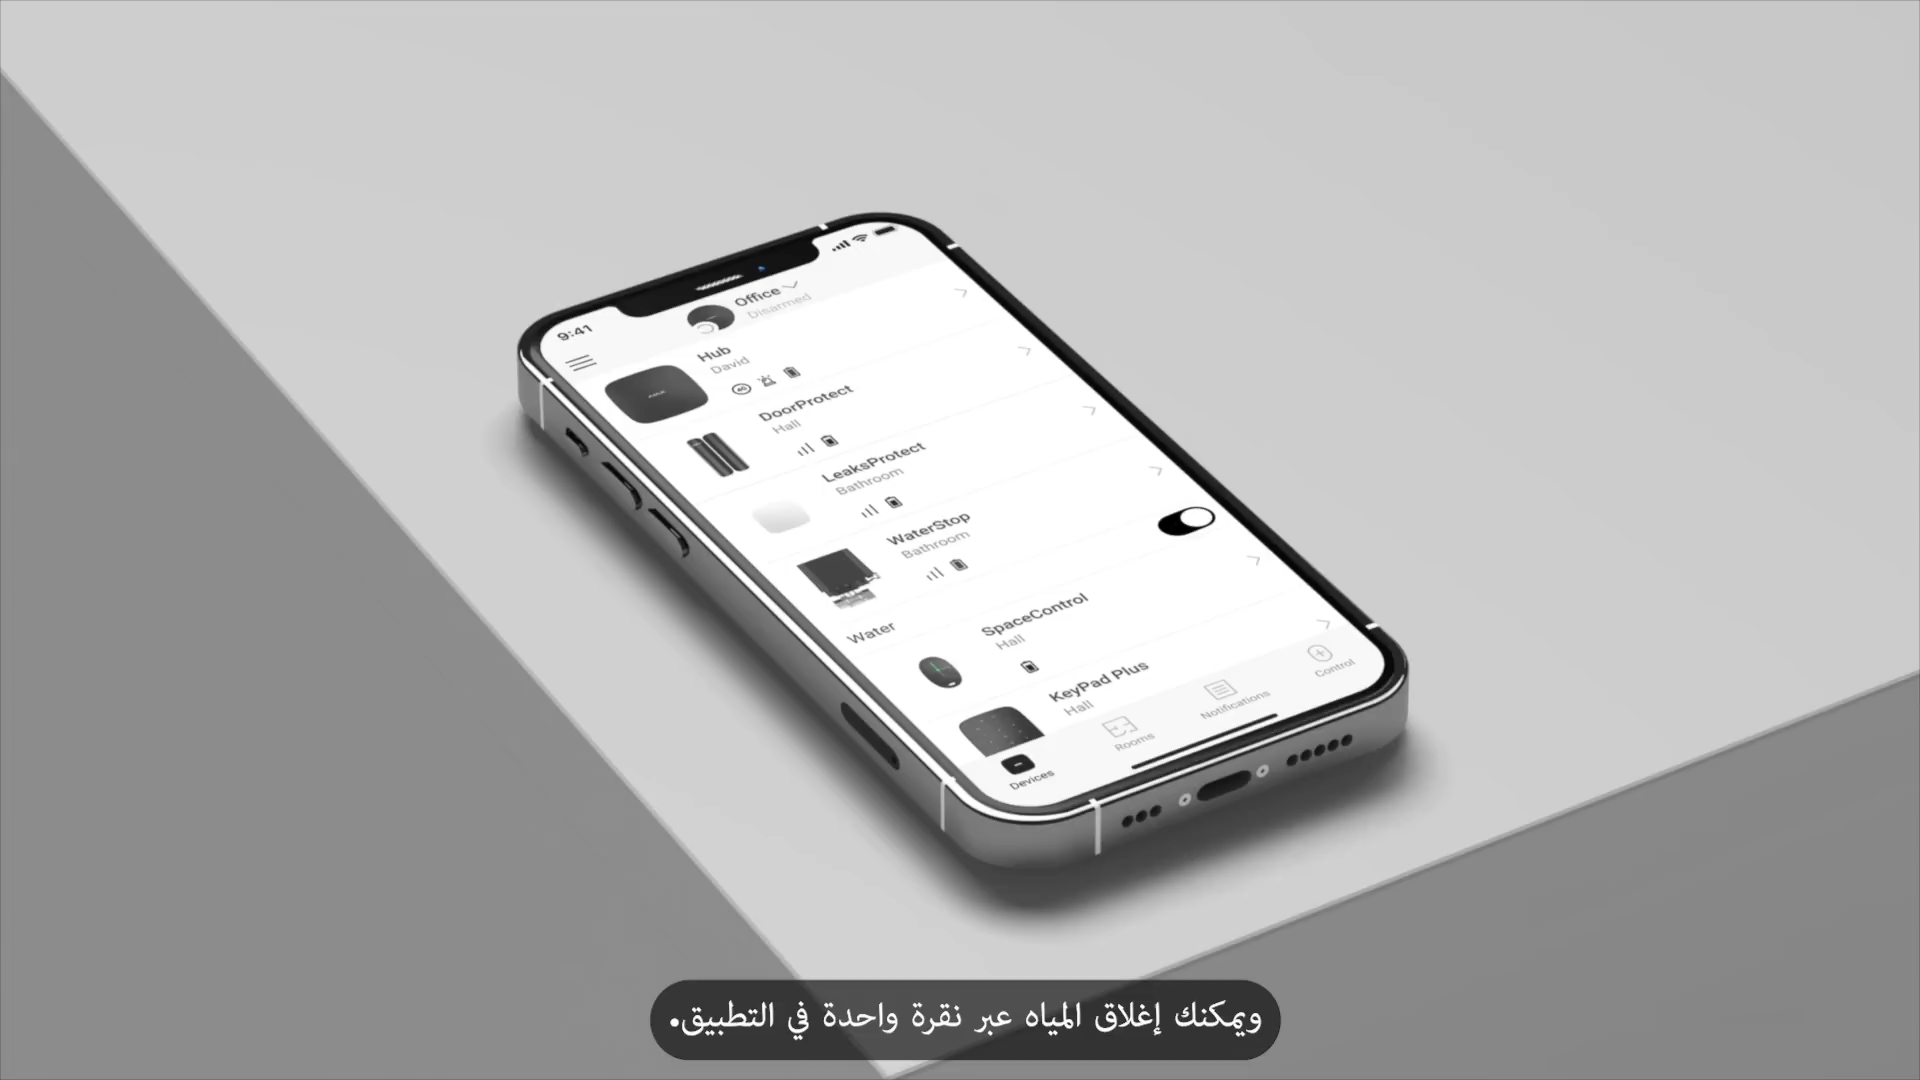 9:41
Office
Disarmed
Hub
David
DoorProtect
Hall
LeaksProtect
Bathroom
WaterStop
Bathroom
Water
SpaceControl
Hall
KeyPad Plus
Hall
Devices
Rooms
Notifications
Control
ويمكنك إغلاق المياه عبر نقرة واحدة في التطبيق.